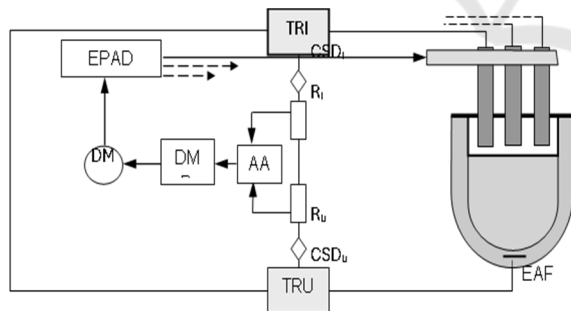 TRI
EPAD
CSDI
RI
DM
DM
AA
RU
CSDU
TRU
EAF